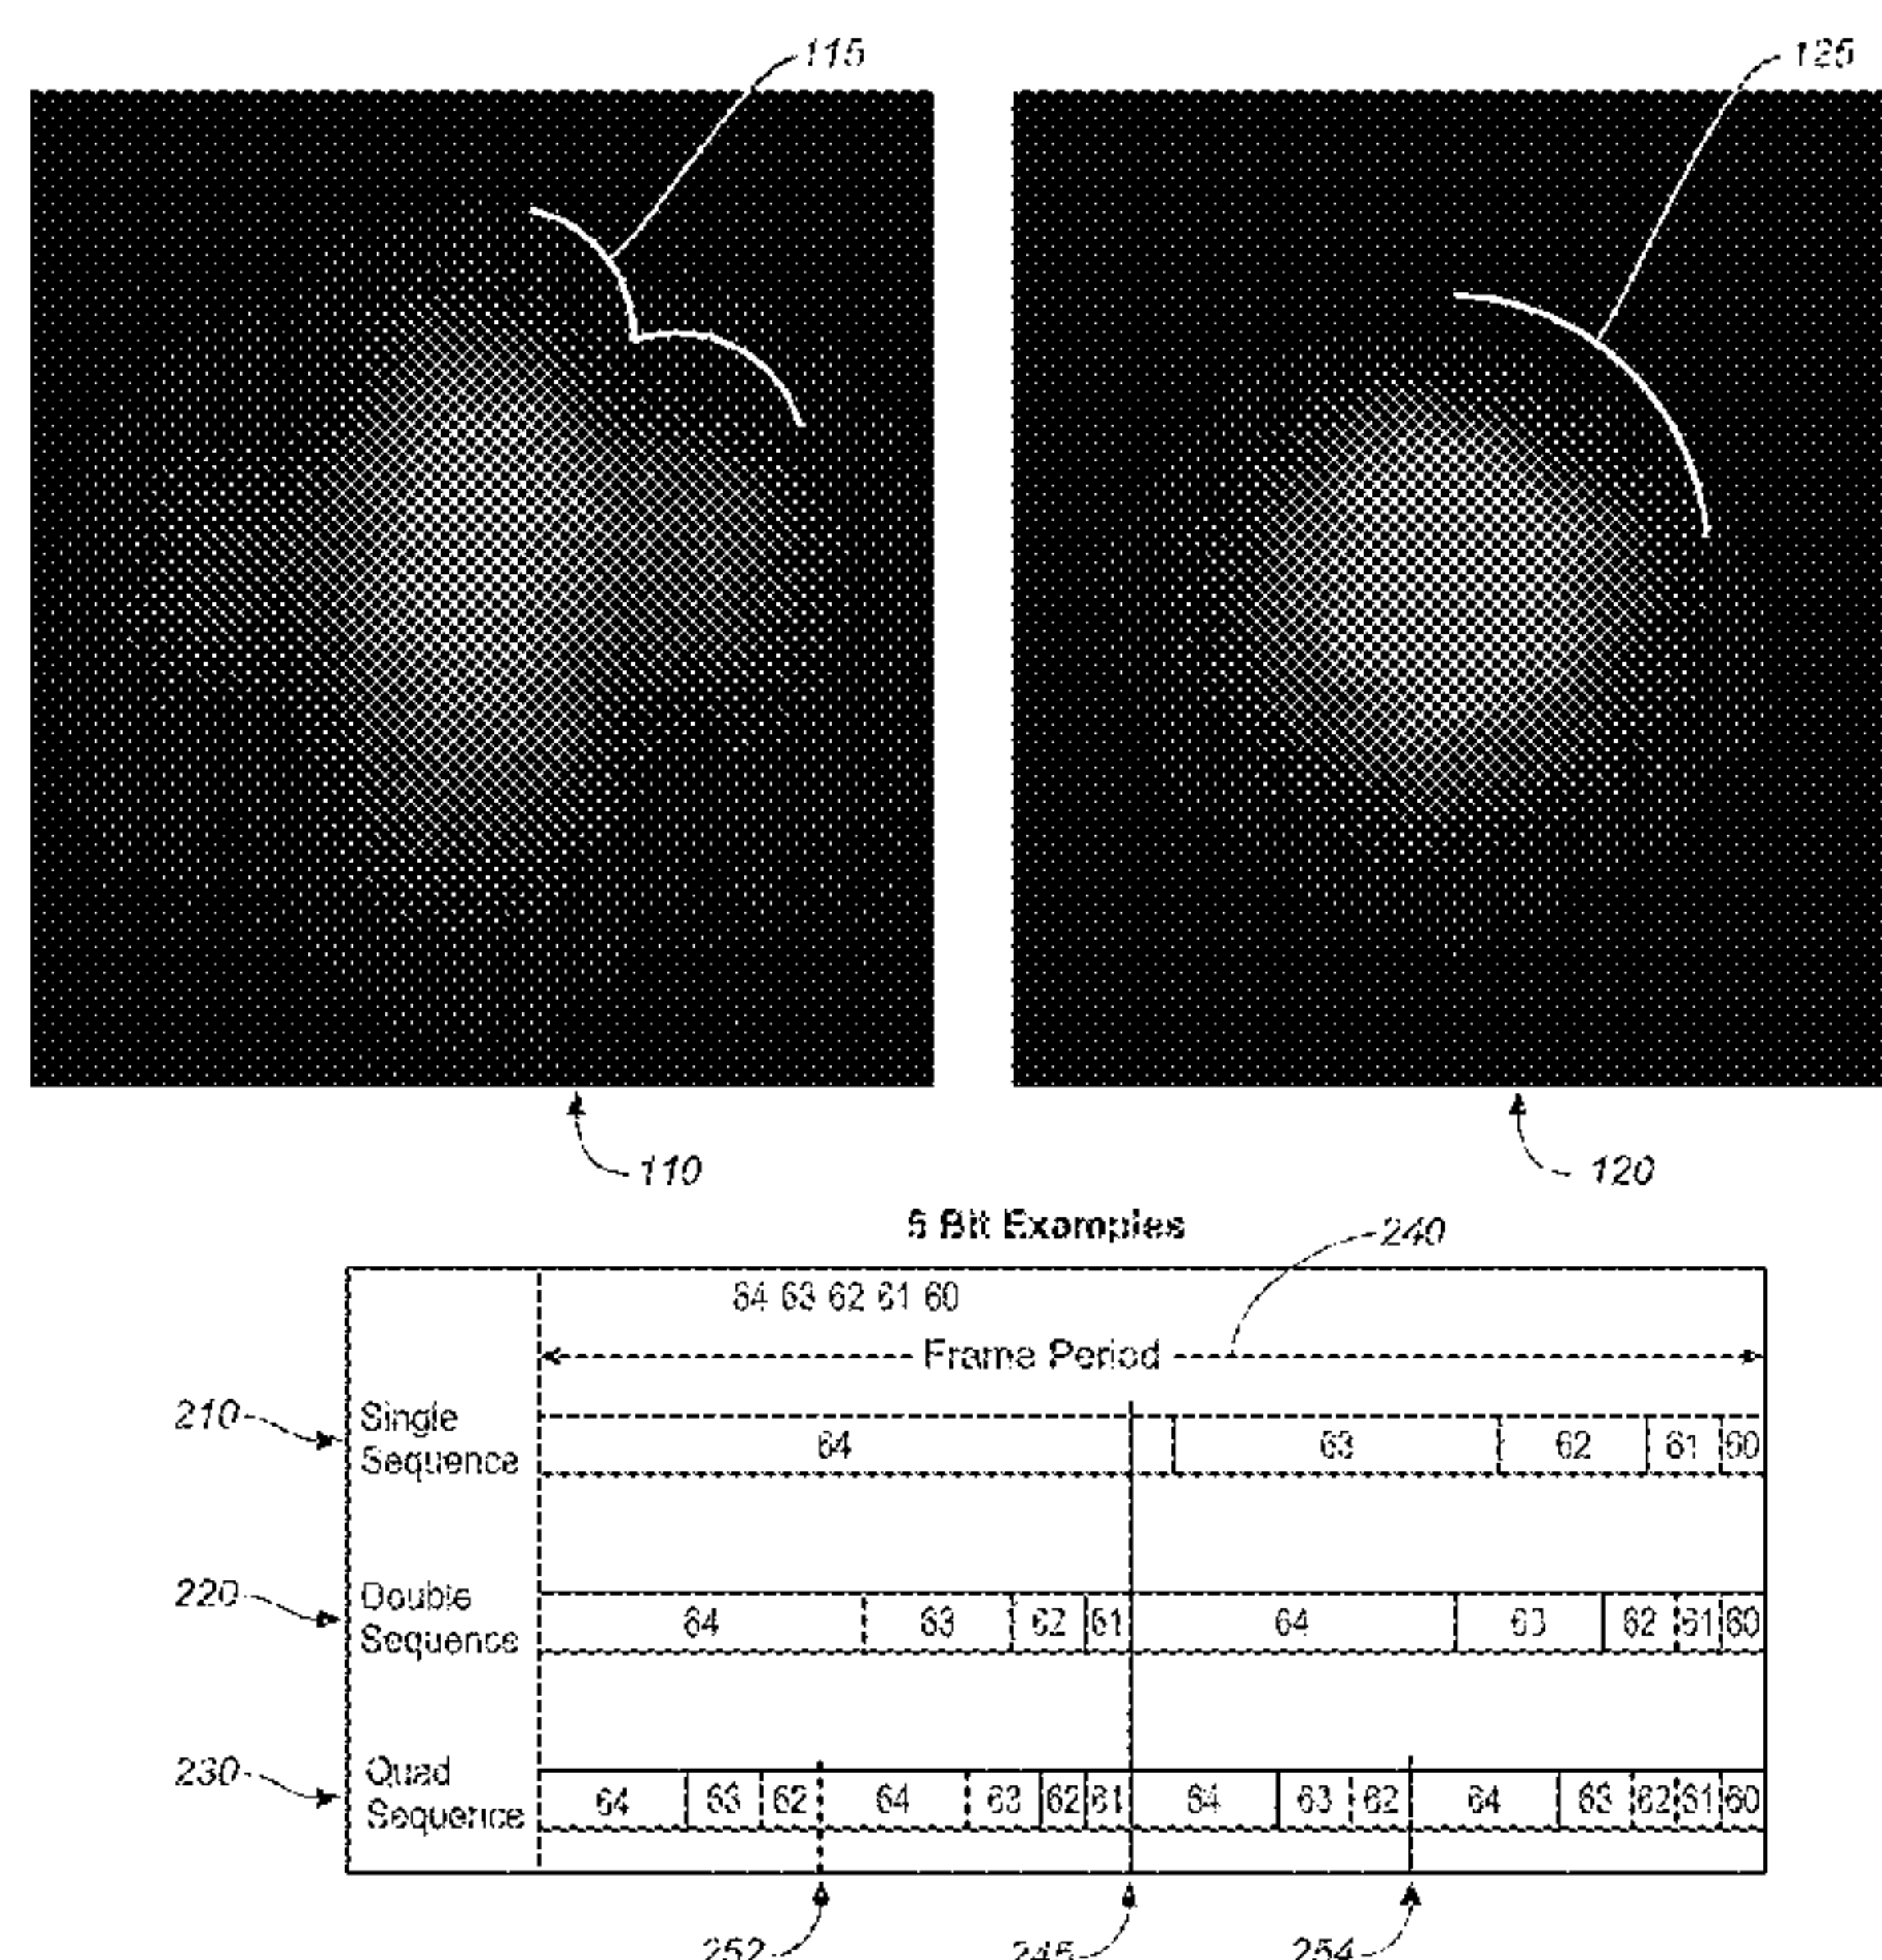 115
125
110
120
5 Bit Examples
240
64 63 62 61 60
Frame Period
210
Single
Sequence
64 63 62 61 60
220
Double
Sequence
64 63 62 61 64 63 62 61 60
230
Quad
Sequence
64 63 62 64 63 62 61 64 63 62 64 63 62 61 60
252 245 254